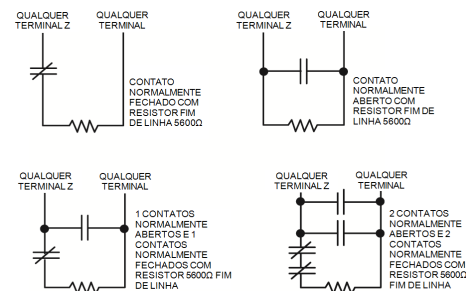 QUALQUER TERMINAL Z
QUALQUER TERMINAL
CONTATO
NORMALMENTE
FECHADO COM
RESISTOR FIM
DE LINHA 5600Ω
QUALQUER TERMINAL Z
QUALQUER TERMINAL
CONTATO
NORMALMENTE
ABERTO COM
RESISTOR FIM DE
LINHA 5600Ω
QUALQUER TERMINAL Z
QUALQUER TERMINAL
1 CONTATOS
NORMALMENTE
ABERTOS E 1
CONTATOS
NORMALMENTE
FECHADOS COM
RESISTOR 5600Ω FIM
DE LINHA
QUALQUER TERMINAL Z
QUALQUER TERMINAL
2 CONTATOS
NORMALMENTE
ABERTOS E 2
CONTATOS
NORMALMENTE
FECHADOS COM
RESISTOR 5600Ω
FIM DE LINHA